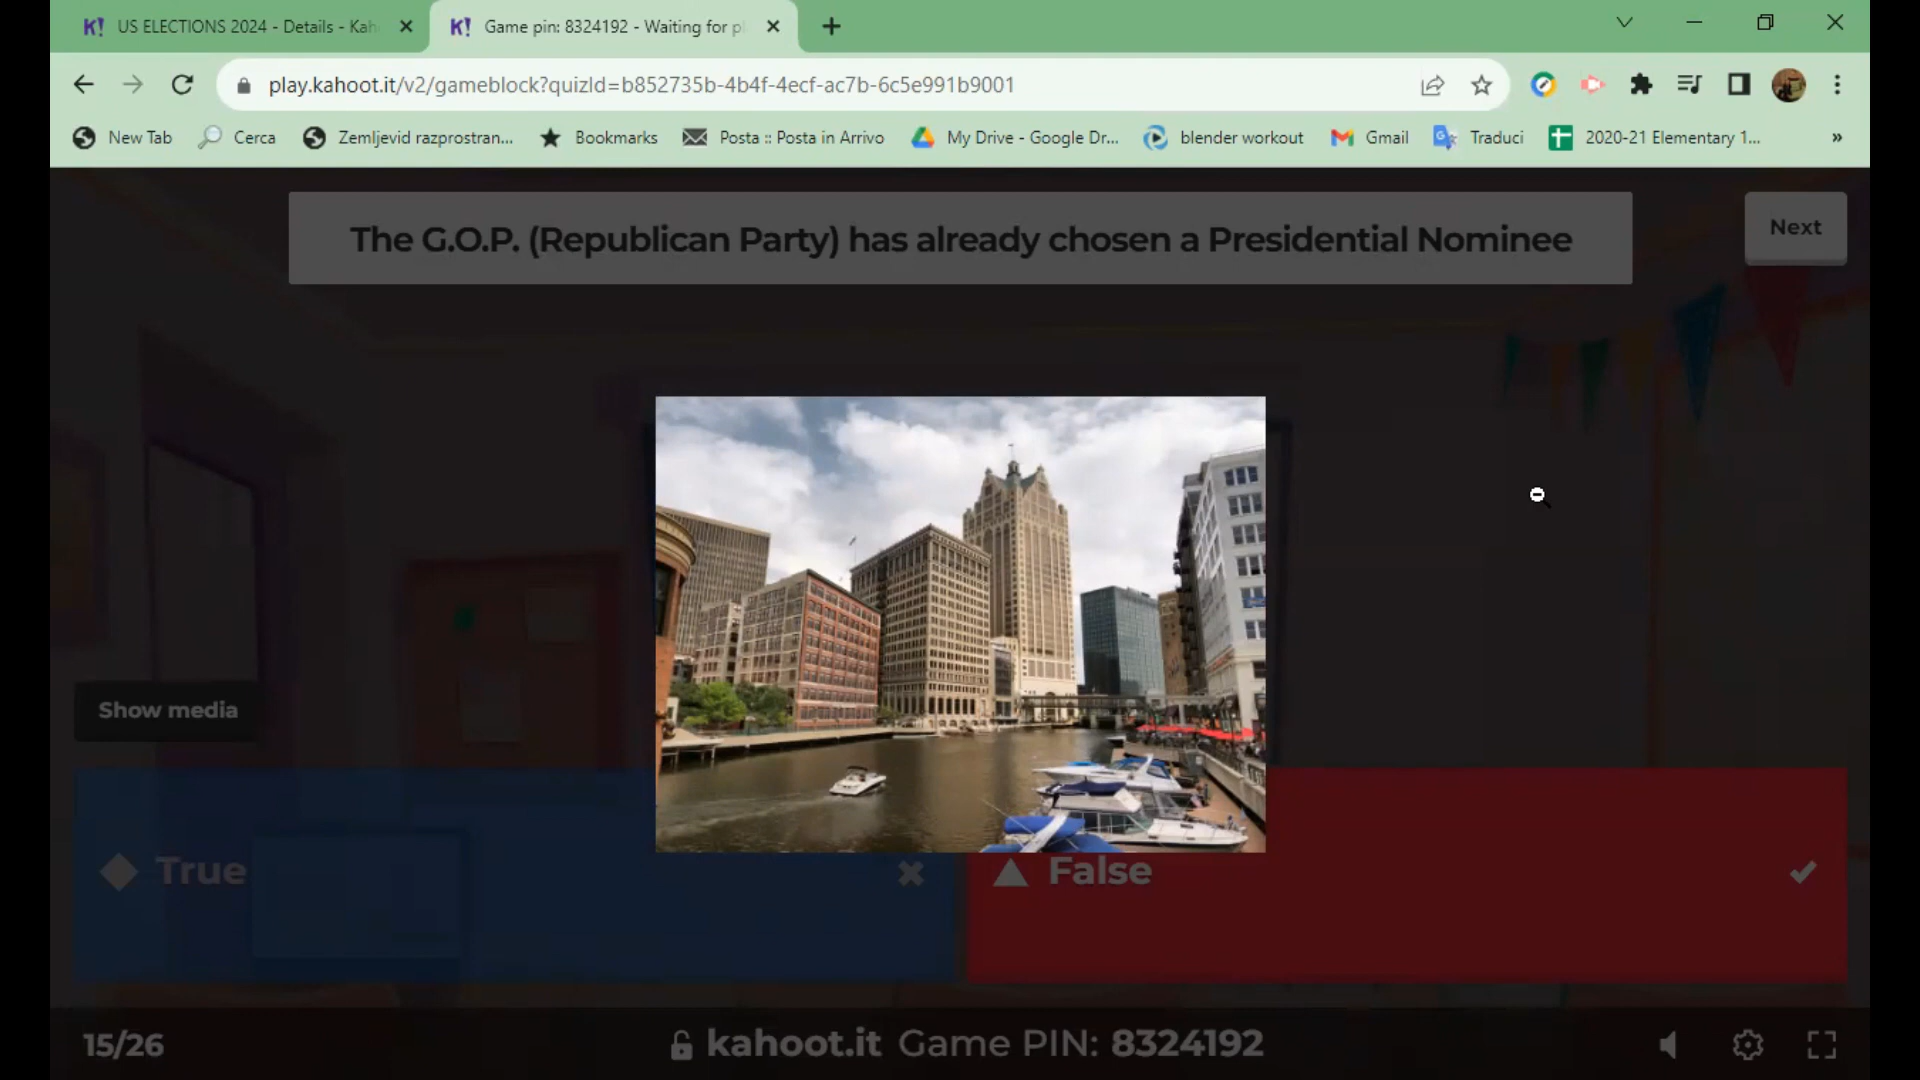 US ELECTIONS 2024 - Details - Kah
Game pin: 8324192 - Waiting for p
play.kahoot.it/v2/gameblock?quizId=b852735b-4b4f-4ecf-ac7b-6c5e991b9001
New Tab
Cerca
Zemljevid razprostran...
Bookmarks
Posta :: Posta in Arrivo
My Drive - Google Dr...
blender workout
Gmail
Traduci
2020-21 Elementary 1...
»
The G.O.P. (Republican Party) has already chosen a Presidential Nominee
Next
Show media
True
False
15/26
kahoot.it Game PIN: 8324192